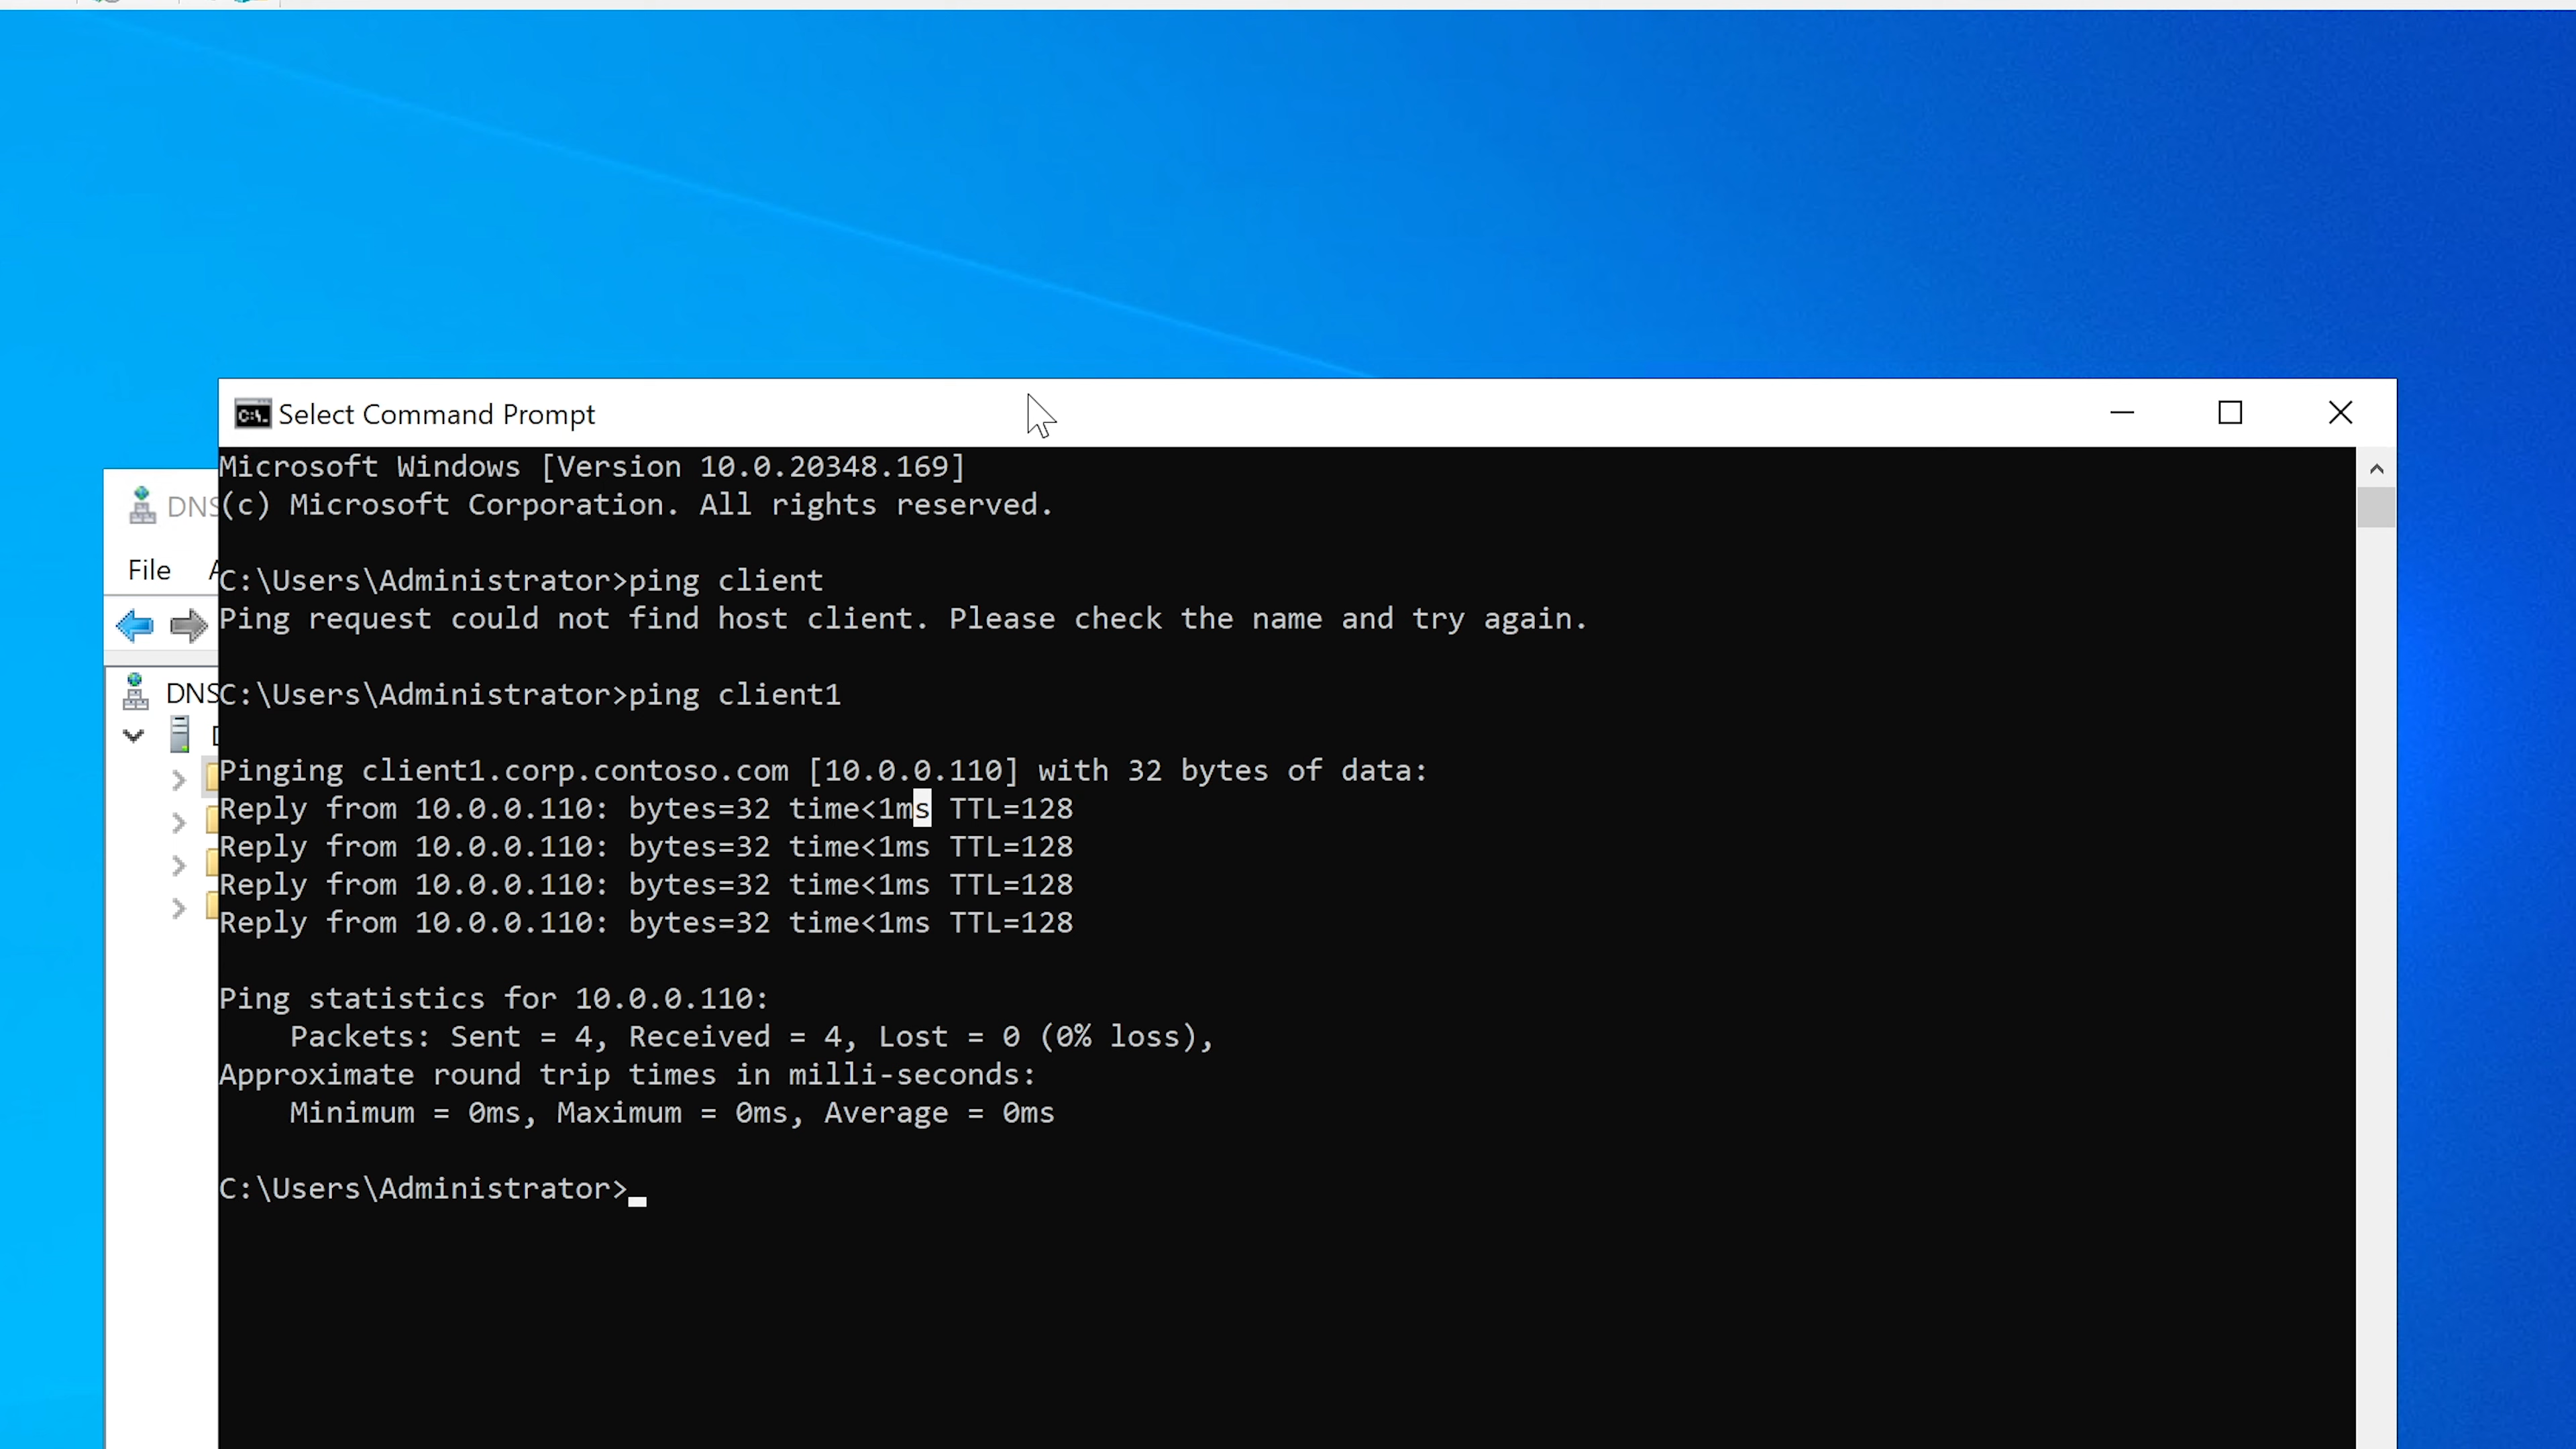 Select Command Prompt
Microsoft Windows [Version 10.0.20348.169]
(c) Microsoft Corporation. All rights reserved.
C:\Users\Administrator>ping client
Ping request could not find host client. Please check the name and try again.
C:\Users\Administrator>ping client1
Pinging client1.corp.contoso.com [10.0.0.110] with 32 bytes of data:
Reply from 10.0.0.110: bytes=32 time<1ms TTL=128
Reply from 10.0.0.110: bytes=32 time<1ms TTL=128
Reply from 10.0.0.110: bytes=32 time<1ms TTL=128
Reply from 10.0.0.110: bytes=32 time<1ms TTL=128
Ping statistics for 10.0.0.110:
    Packets: Sent = 4, Received = 4, Lost = 0 (0% loss),
Approximate round trip times in milli-seconds:
    Minimum = 0ms, Maximum = 0ms, Average = 0ms
C:\Users\Administrator>
DNS
File
DNS